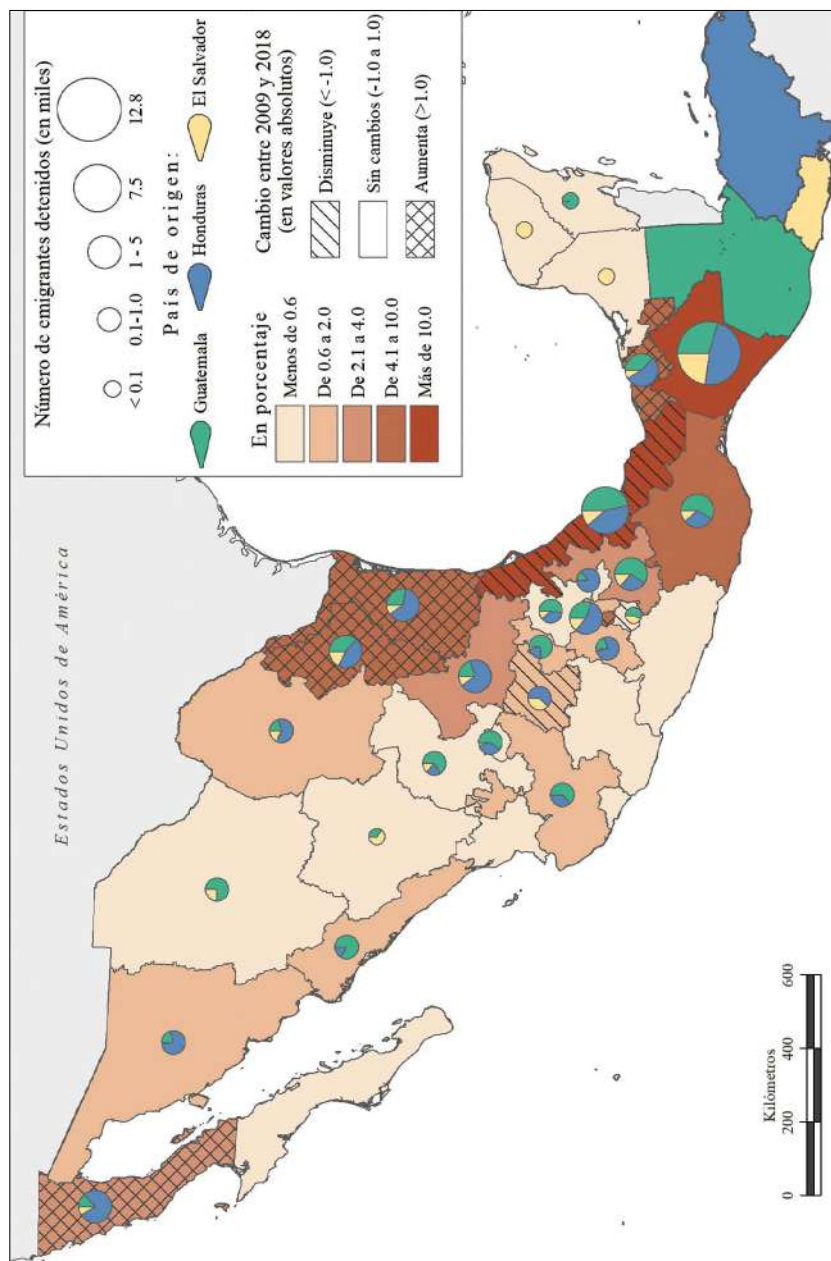 Número de emigrantes detenidos (en miles)
< 0.1
0.1-1.0
1 - 5
7.5
12.8
País de origen:
Guatemala
Honduras
El Salvador
En porcentaje
Menos de 0.6
De 0.6 a 2.0
De 2.1 a 4.0
De 4.1 a 10.0
Más de 10.0
Cambio entre 2009 y 2018
(en valores absolutos)
Disminuye (< -1.0)
Sin cambios (-1.0 a 1.0)
Aumenta (>1.0)
Estados Unidos de América
0
200
400
600
Kilómetros